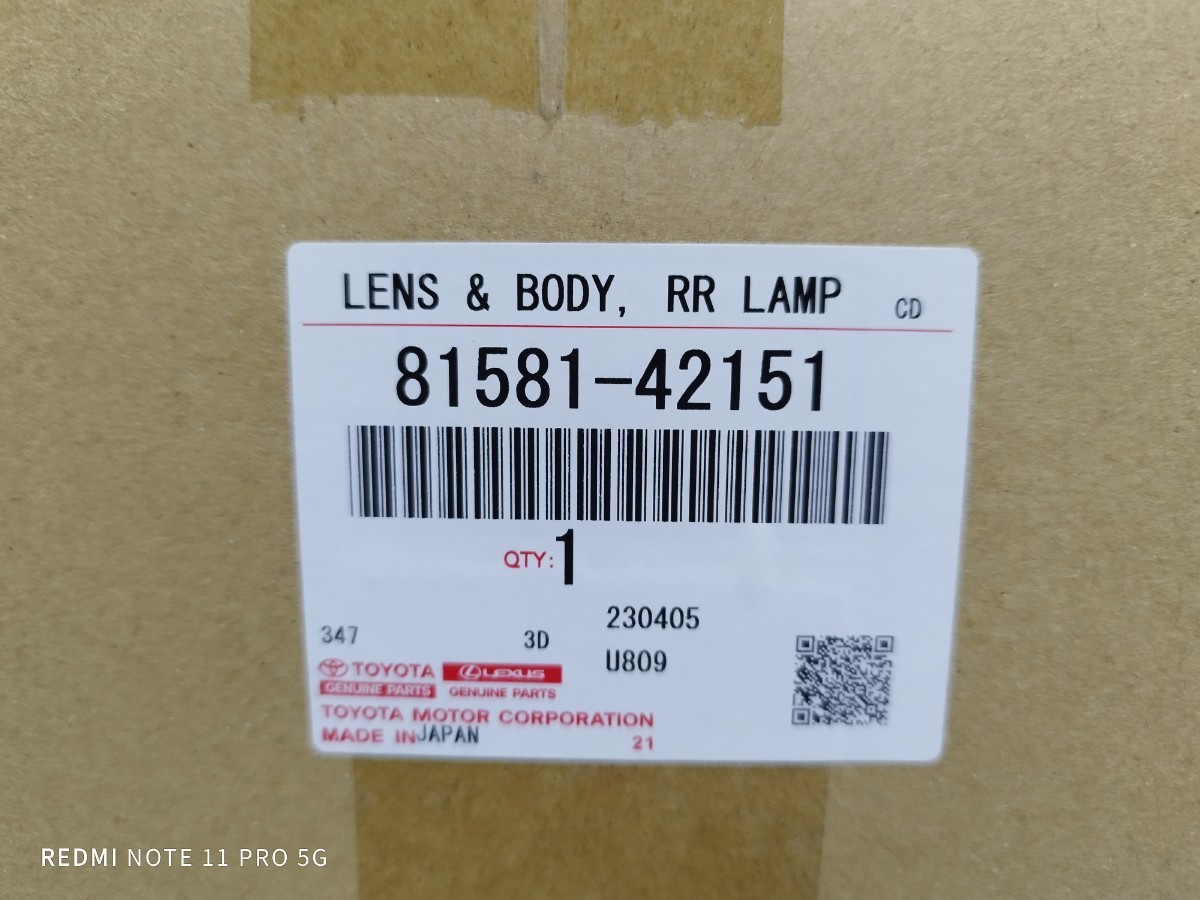 LENS & BODY, RR LAMP CD
81581-42151
QTY: 1
230405
347 3D
U809
TOYOTA LEXUS
GENUINE PARTS GENUINE PARTS
TOYOTA MOTOR CORPORATION
MADE IN JAPAN 21
REDMI NOTE 11 PRO 5G